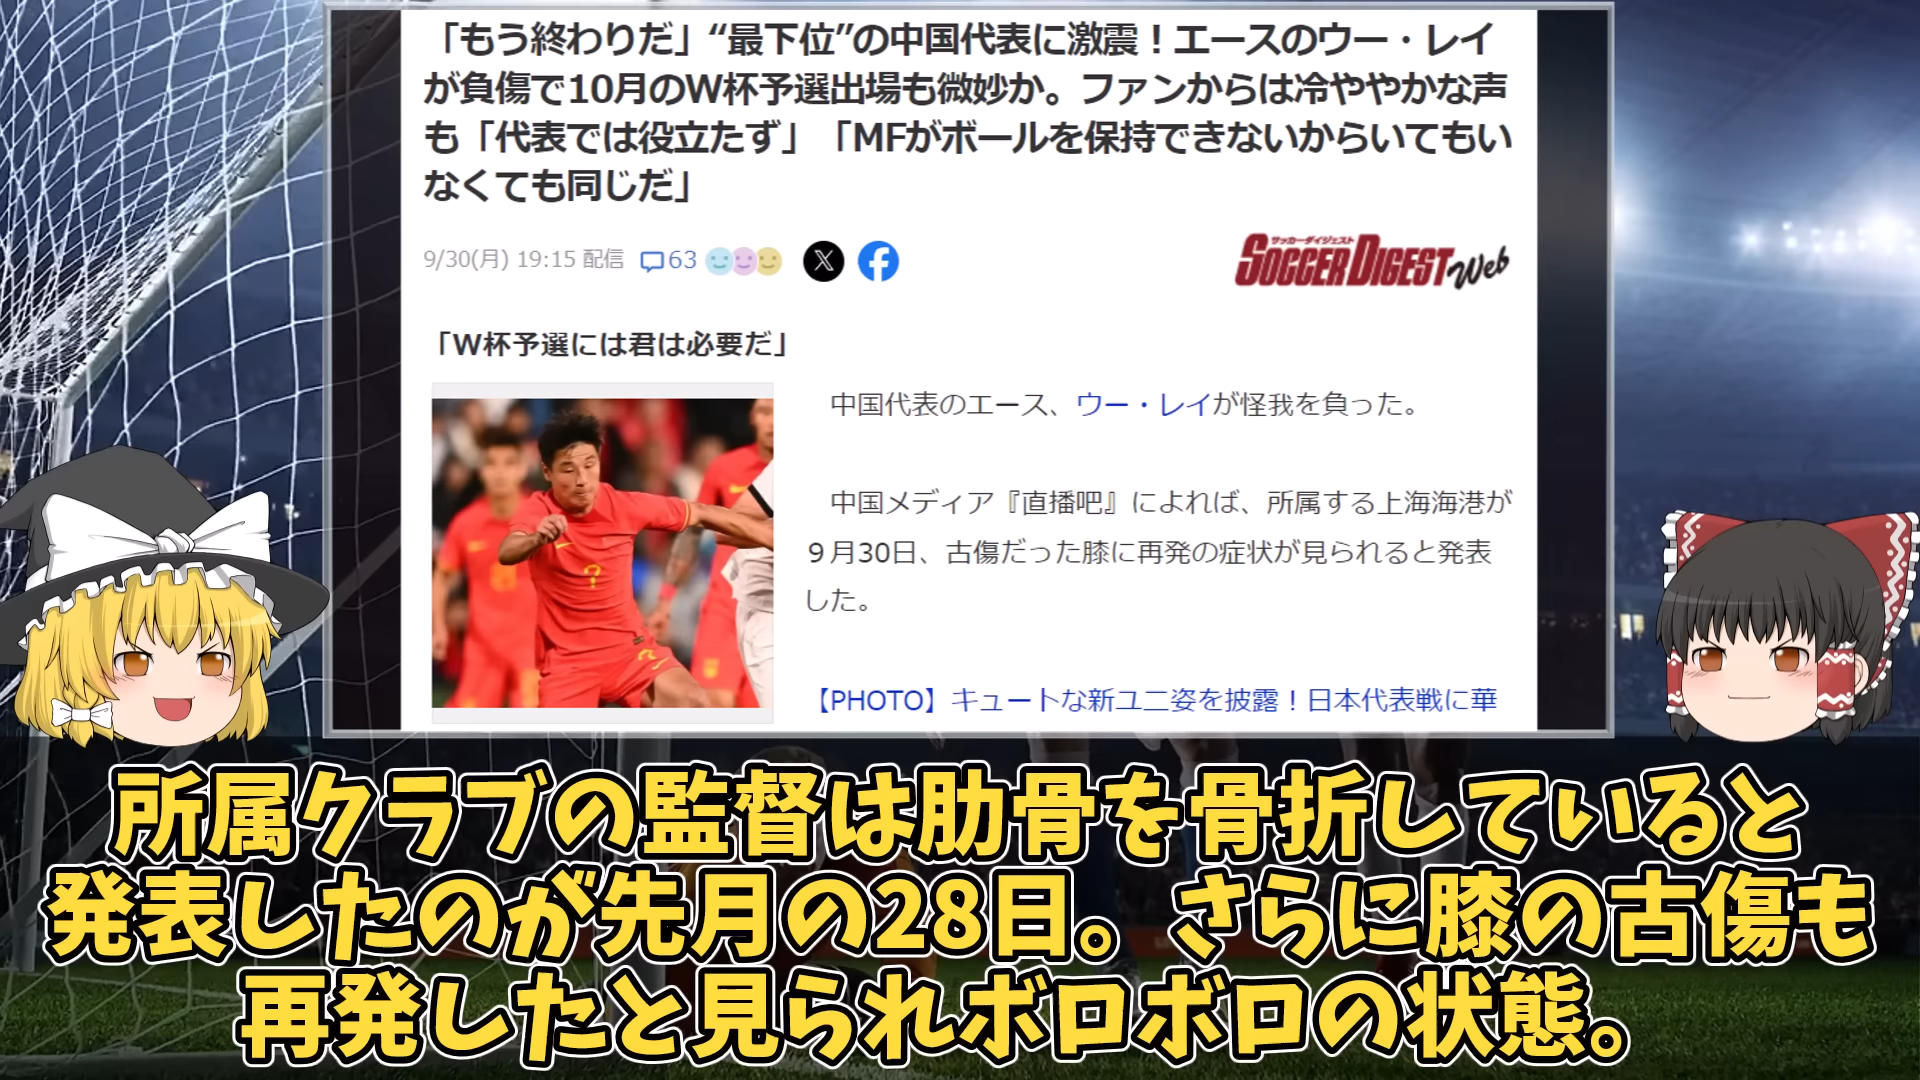 「もう終わりだ」“最下位”の中国代表に激震！エースのウー・レイ
が負傷で10月のW杯予選出場も微妙か。ファンからは冷ややかな声
も「代表では役立たず」「MFがボールを保持できないからいてもい
なくても同じだ」
9/30(月) 19:15 配信 63
サッカーダイジェスト
SOCCER DIGEST Web
「W杯予選には君は必要だ」
中国代表のエース、ウー・レイが怪我を負った。
中国メディア『直播吧』によれば、所属する上海海港が
９月30日、古傷だった膝に再発の症状が見られると発表
した。
【PHOTO】キュートな新ユニ姿を披露！日本代表戦に華
所属クラブの監督は肋骨を骨折していると
発表したのが先月の28日。さらに膝の古傷も
再発したと見られボロボロの状態。